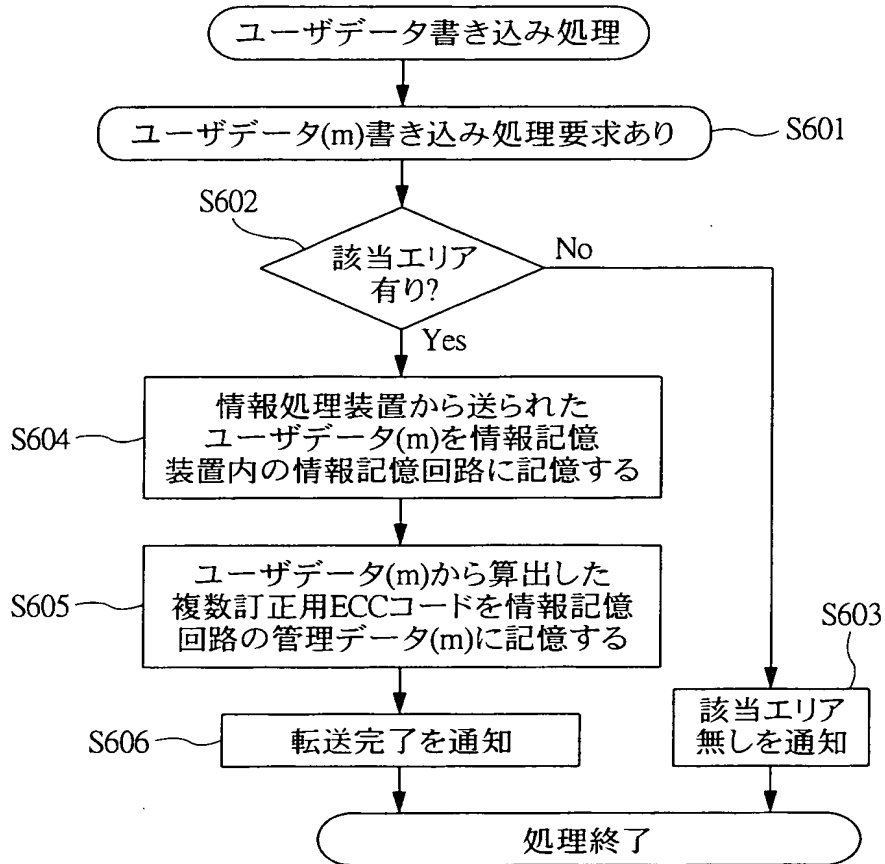 ユーザデータ書き込み処理
ユーザデータ(m)書き込み処理要求あり
S601
S602
該当エリア
有り?
No
Yes
情報処理装置から送られた
ユーザデータ(m)を情報記憶
装置内の情報記憶回路に記憶する
S604
ユーザデータ(m)から算出した
複数訂正用ECCコードを情報記憶
回路の管理データ(m)に記憶する
S605
S603
該当エリア
無しを通知
S606
転送完了を通知
処理終了